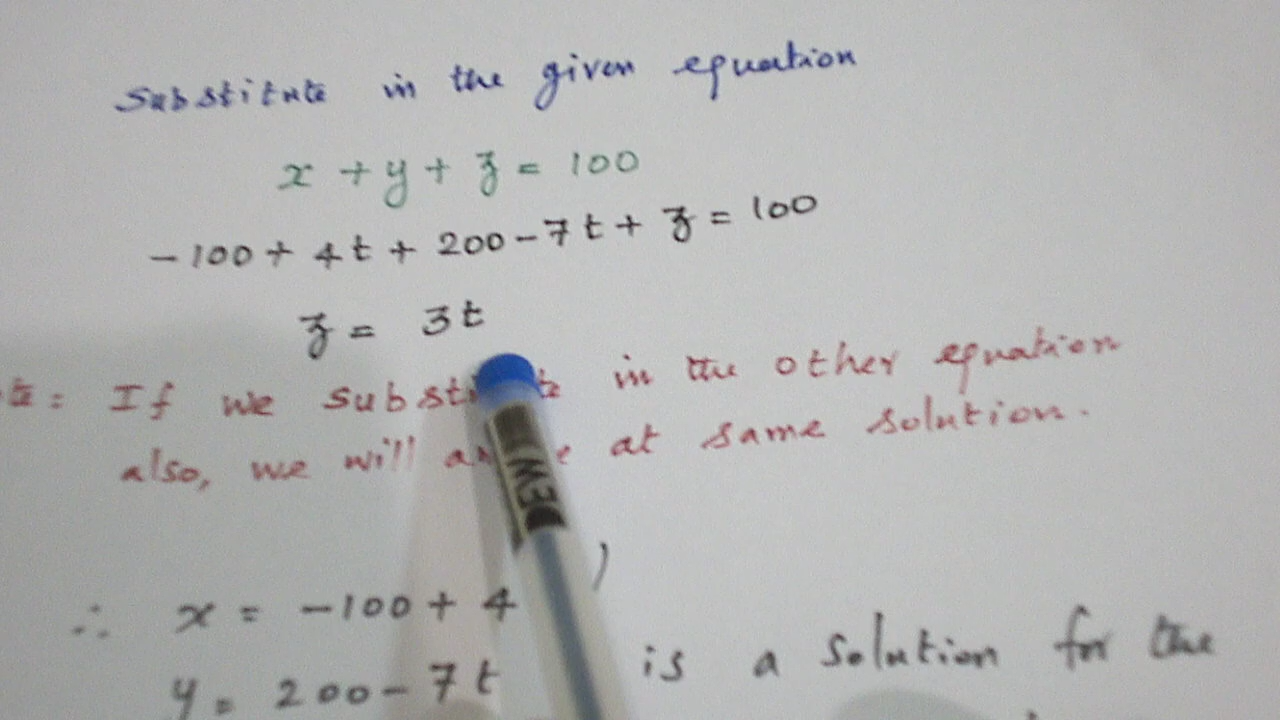 Substitute in the given equation
x + y + z = 100
-100 + 4t + 200 - 7t + z = 100
z = 3t
If we in the other equation
also, we will at same solution.
∴ x = -100 + 4
y = 200 - 7t is a solution for the